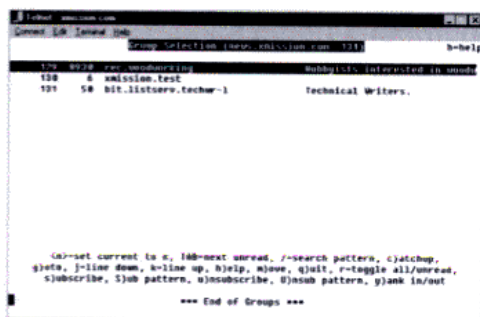 Telnet - xmission.com
Connect Edit Terminal Help
Group Selection (news.xmission.com 131) h=help
129 8920 rec.woodworking Hobbyists interested in woodw
130 6 xmission.test
131 50 bit.listserv.techwr-l Technical Writers.
<n>=set current to n, TAB=next unread, /=search pattern, c)atchup,
g)oto, j=line down, k=line up, h)elp, m)ove, q)uit, r=toggle all/unread,
s)ubscribe, S)ub pattern, u)nsubscribe, U)nsub pattern, y)ank in/out
*** End of Groups ***